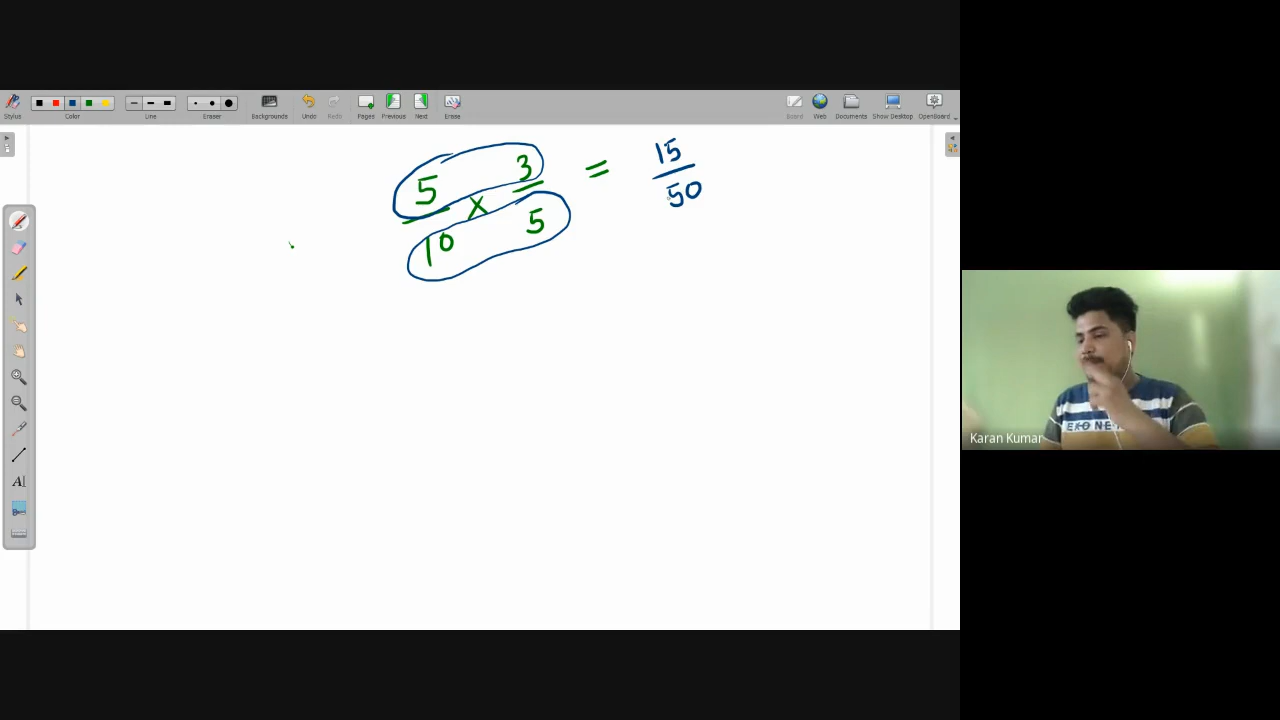 Stylus Color Line Eraser Backgrounds Undo Redo Pages Previous Next Erase Board Web Documents Show Desktop OpenBoard
5/10 × 3/5 = 15/50
Karan Kumar